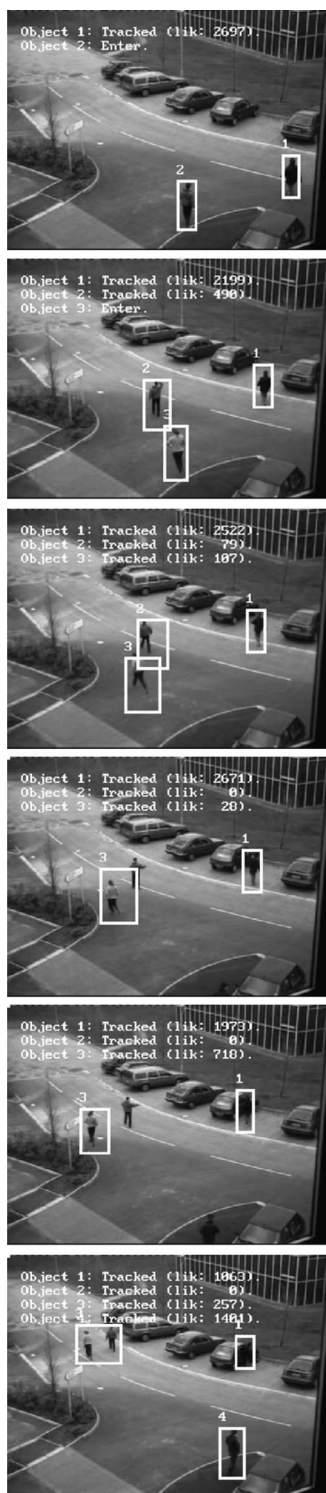 Object 1: Tracked (lik: 2697).
Object 2: Enter.
1
2
Object 1: Tracked (lik: 2199).
Object 2: Tracked (lik: 490).
Object 3: Enter.
1
2
3
Object 1: Tracked (lik: 2522).
Object 2: Tracked (lik: 79).
Object 3: Tracked (lik: 107).
1
2
3
Object 1: Tracked (lik: 2671).
Object 2: Tracked (lik: 0).
Object 3: Tracked (lik: 28).
1
3
Object 1: Tracked (lik: 1973).
Object 2: Tracked (lik: 0).
Object 3: Tracked (lik: 718).
1
3
Object 1: Tracked (lik: 1063).
Object 2: Tracked (lik: 0).
Object 3: Tracked (lik: 257).
Object 4: Tracked (lik: 1401).
1
4